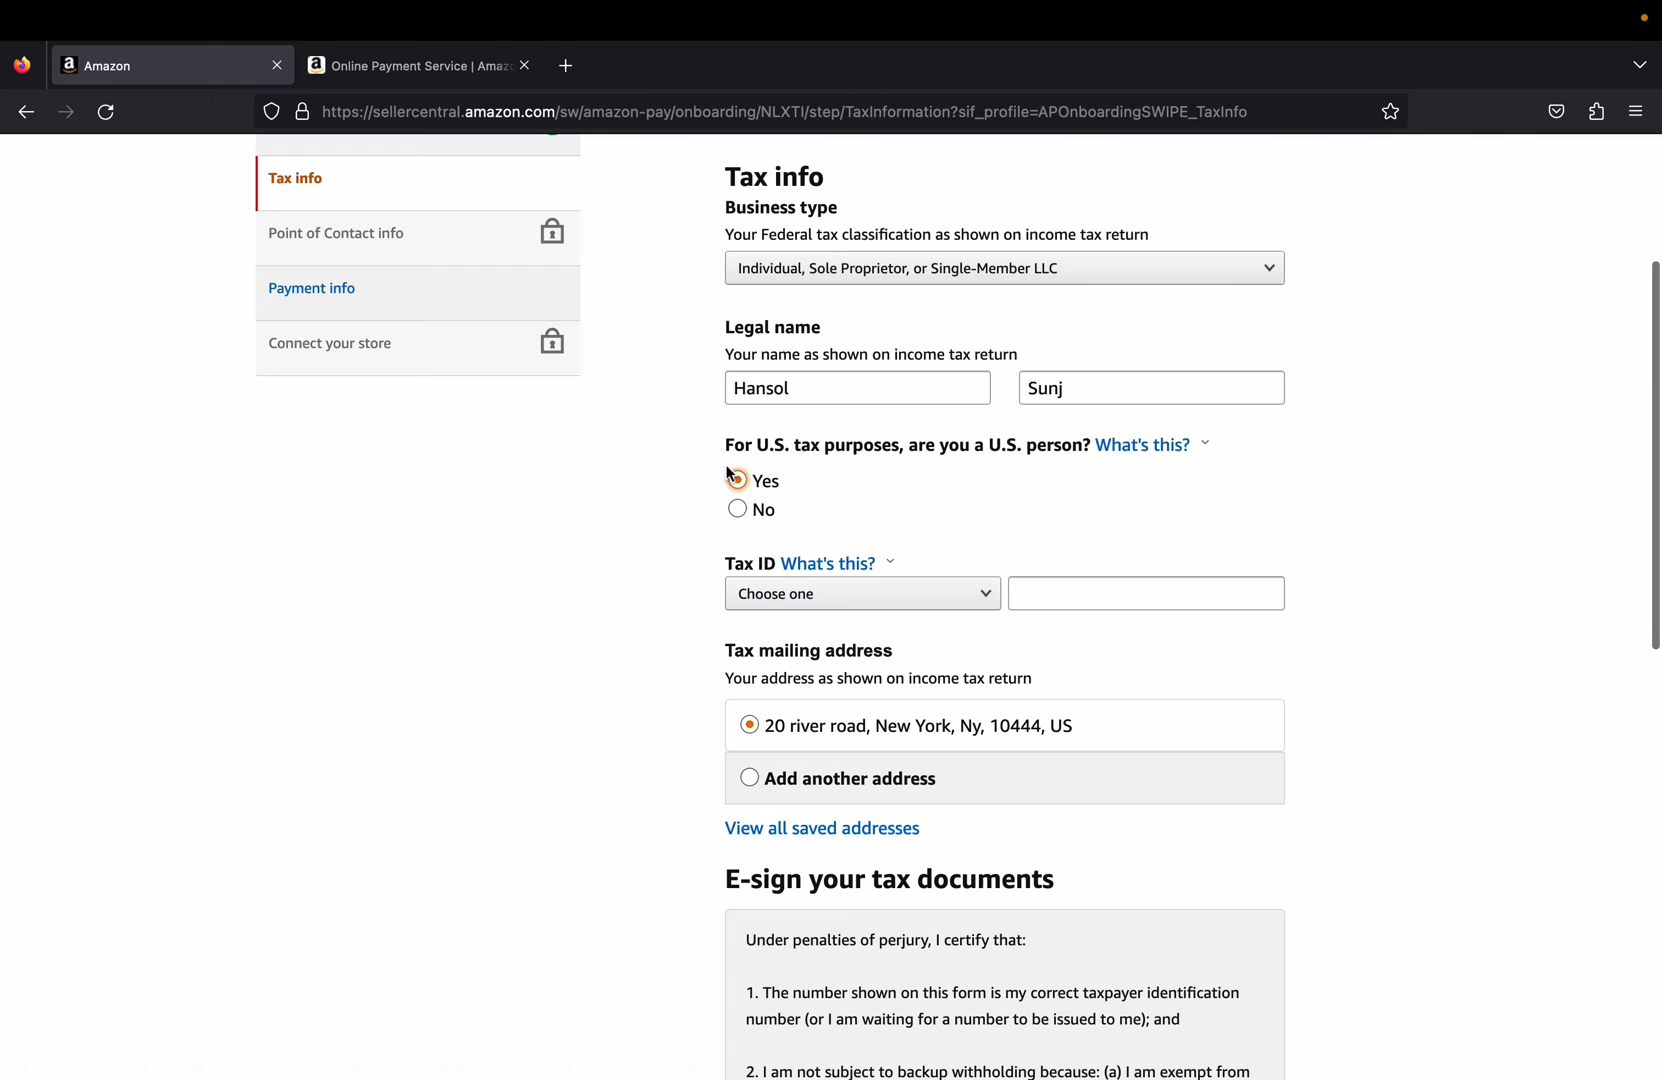 Amazon
Online Payment Service | Amaz
https://sellercentral.amazon.com/sw/amazon-pay/onboarding/NLXTI/step/TaxInformation?sif_profile=APOnboardingSWIPE_TaxInfo
Tax info
Point of Contact info
Payment info
Connect your store
Tax info
Business type
Your Federal tax classification as shown on income tax return
Individual, Sole Proprietor, or Single-Member LLC
Legal name
Your name as shown on income tax return
Hansol Sunj
For U.S. tax purposes, are you a U.S. person? What's this?
Yes
No
Tax ID What's this?
Choose one
Tax mailing address
Your address as shown on income tax return
20 river road, New York, Ny, 10444, US
Add another address
View all saved addresses
E-sign your tax documents
Under penalties of perjury, I certify that:
1. The number shown on this form is my correct taxpayer identification
number (or I am waiting for a number to be issued to me); and
2. I am not subject to backup withholding because: (a) I am exempt from